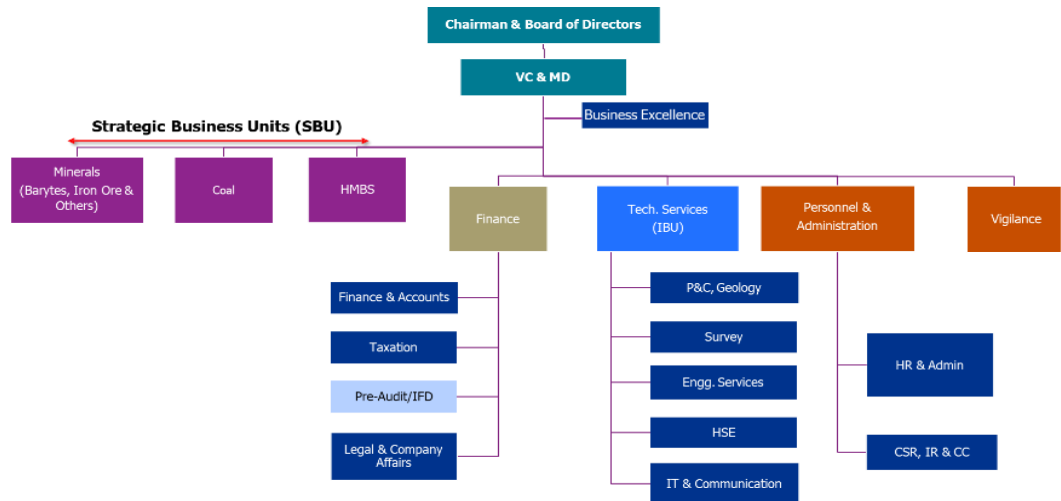 Chairman & Board of Directors
VC & MD
Business Excellence
Strategic Business Units (SBU)
Minerals
(Barytes, Iron Ore &
Others)
Coal
HMBS
Finance
Tech. Services
(IBU)
Personnel &
Administration
Vigilance
Finance & Accounts
Taxation
Pre-Audit/IFD
Legal & Company
Affairs
P&C, Geology
Survey
Engg. Services
HSE
IT & Communication
HR & Admin
CSR, IR & CC